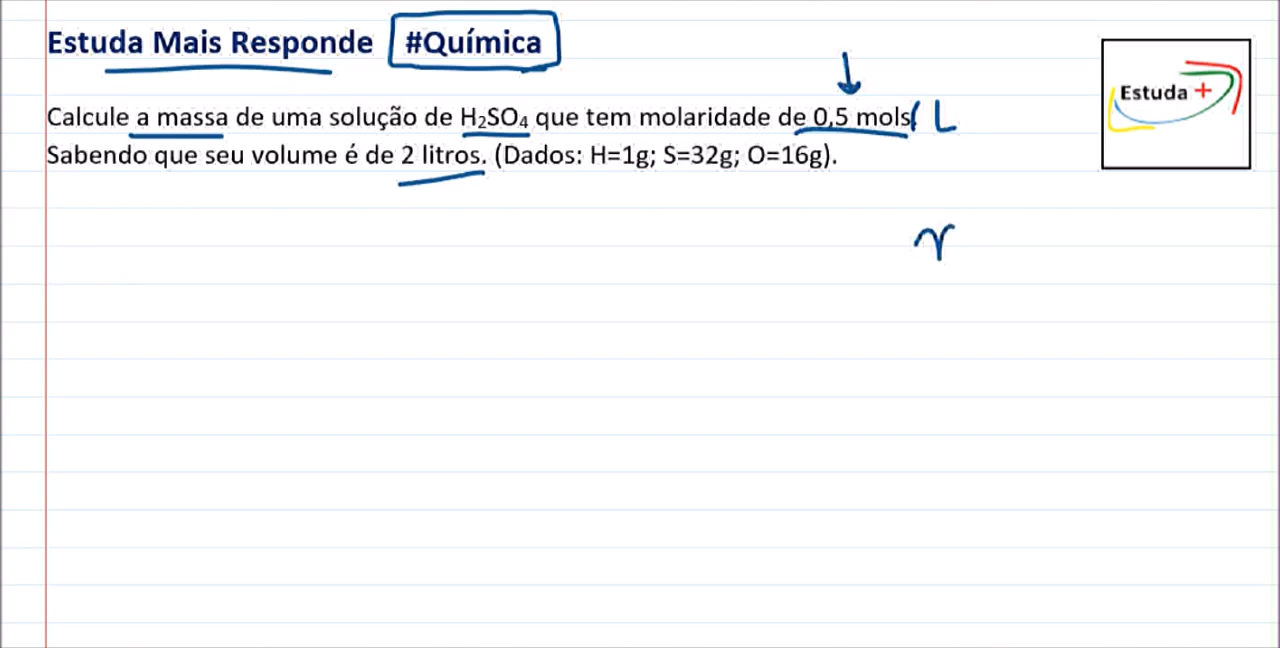 Estuda Mais Responde #Química
Estuda +
Calcule a massa de uma solução de H₂SO₄ que tem molaridade de 0,5 mols/ L
Sabendo que seu volume é de 2 litros. (Dados: H=1g; S=32g; O=16g).